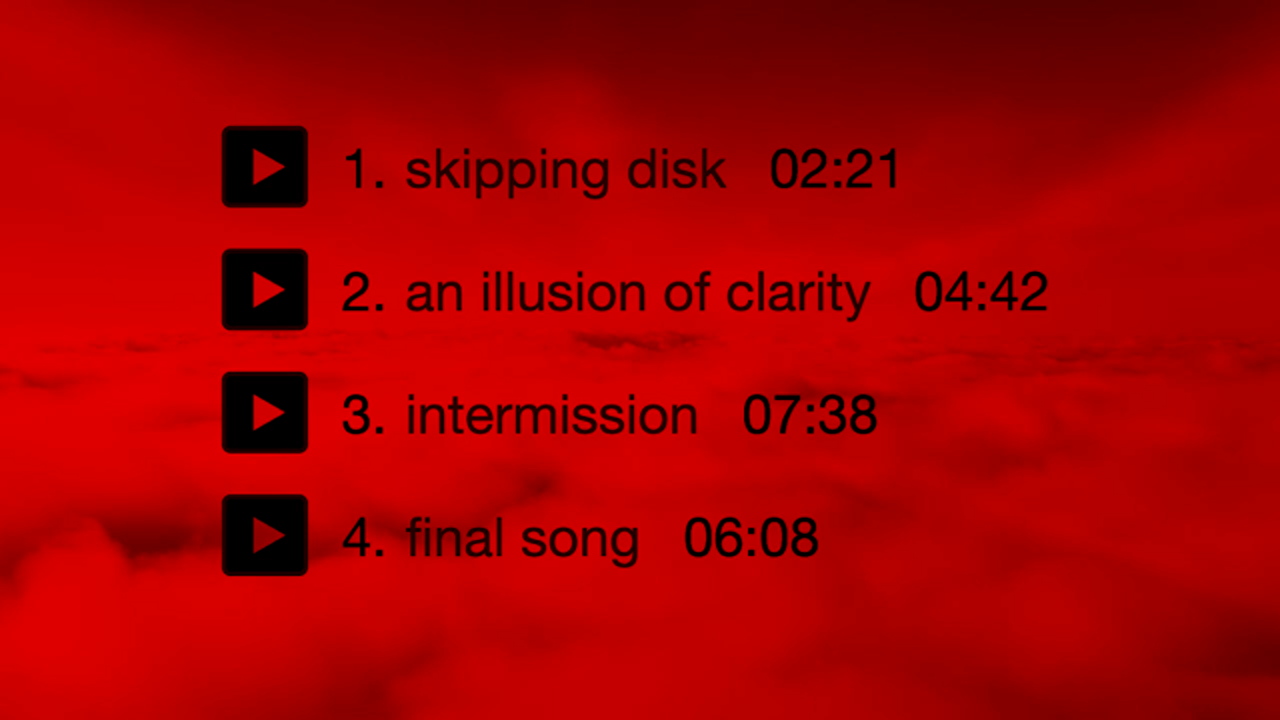 1. skipping disk 02:21
2. an illusion of clarity 04:42
3. intermission 07:38
4. final song 06:08